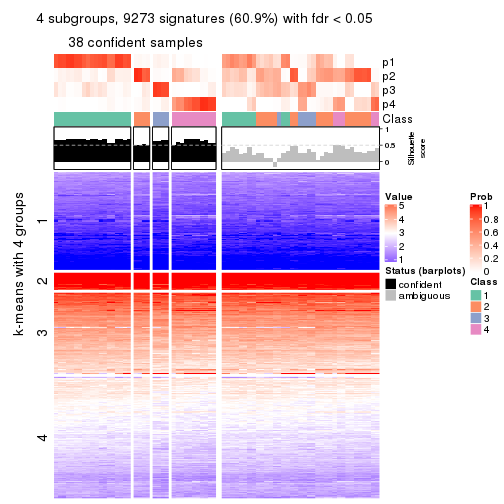 4 subgroups, 9273 signatures (60.9%) with fdr < 0.05
38 confident samples
p1
p2
p3
p4
Class
1
0.5
0
Silhouette
score
k-means with 4 groups
1
2
3
4
Value
5
4
3
2
1
Prob
1
0.8
0.6
0.4
0.2
0
Status (barplots)
confident
ambiguous
Class
1
2
3
4